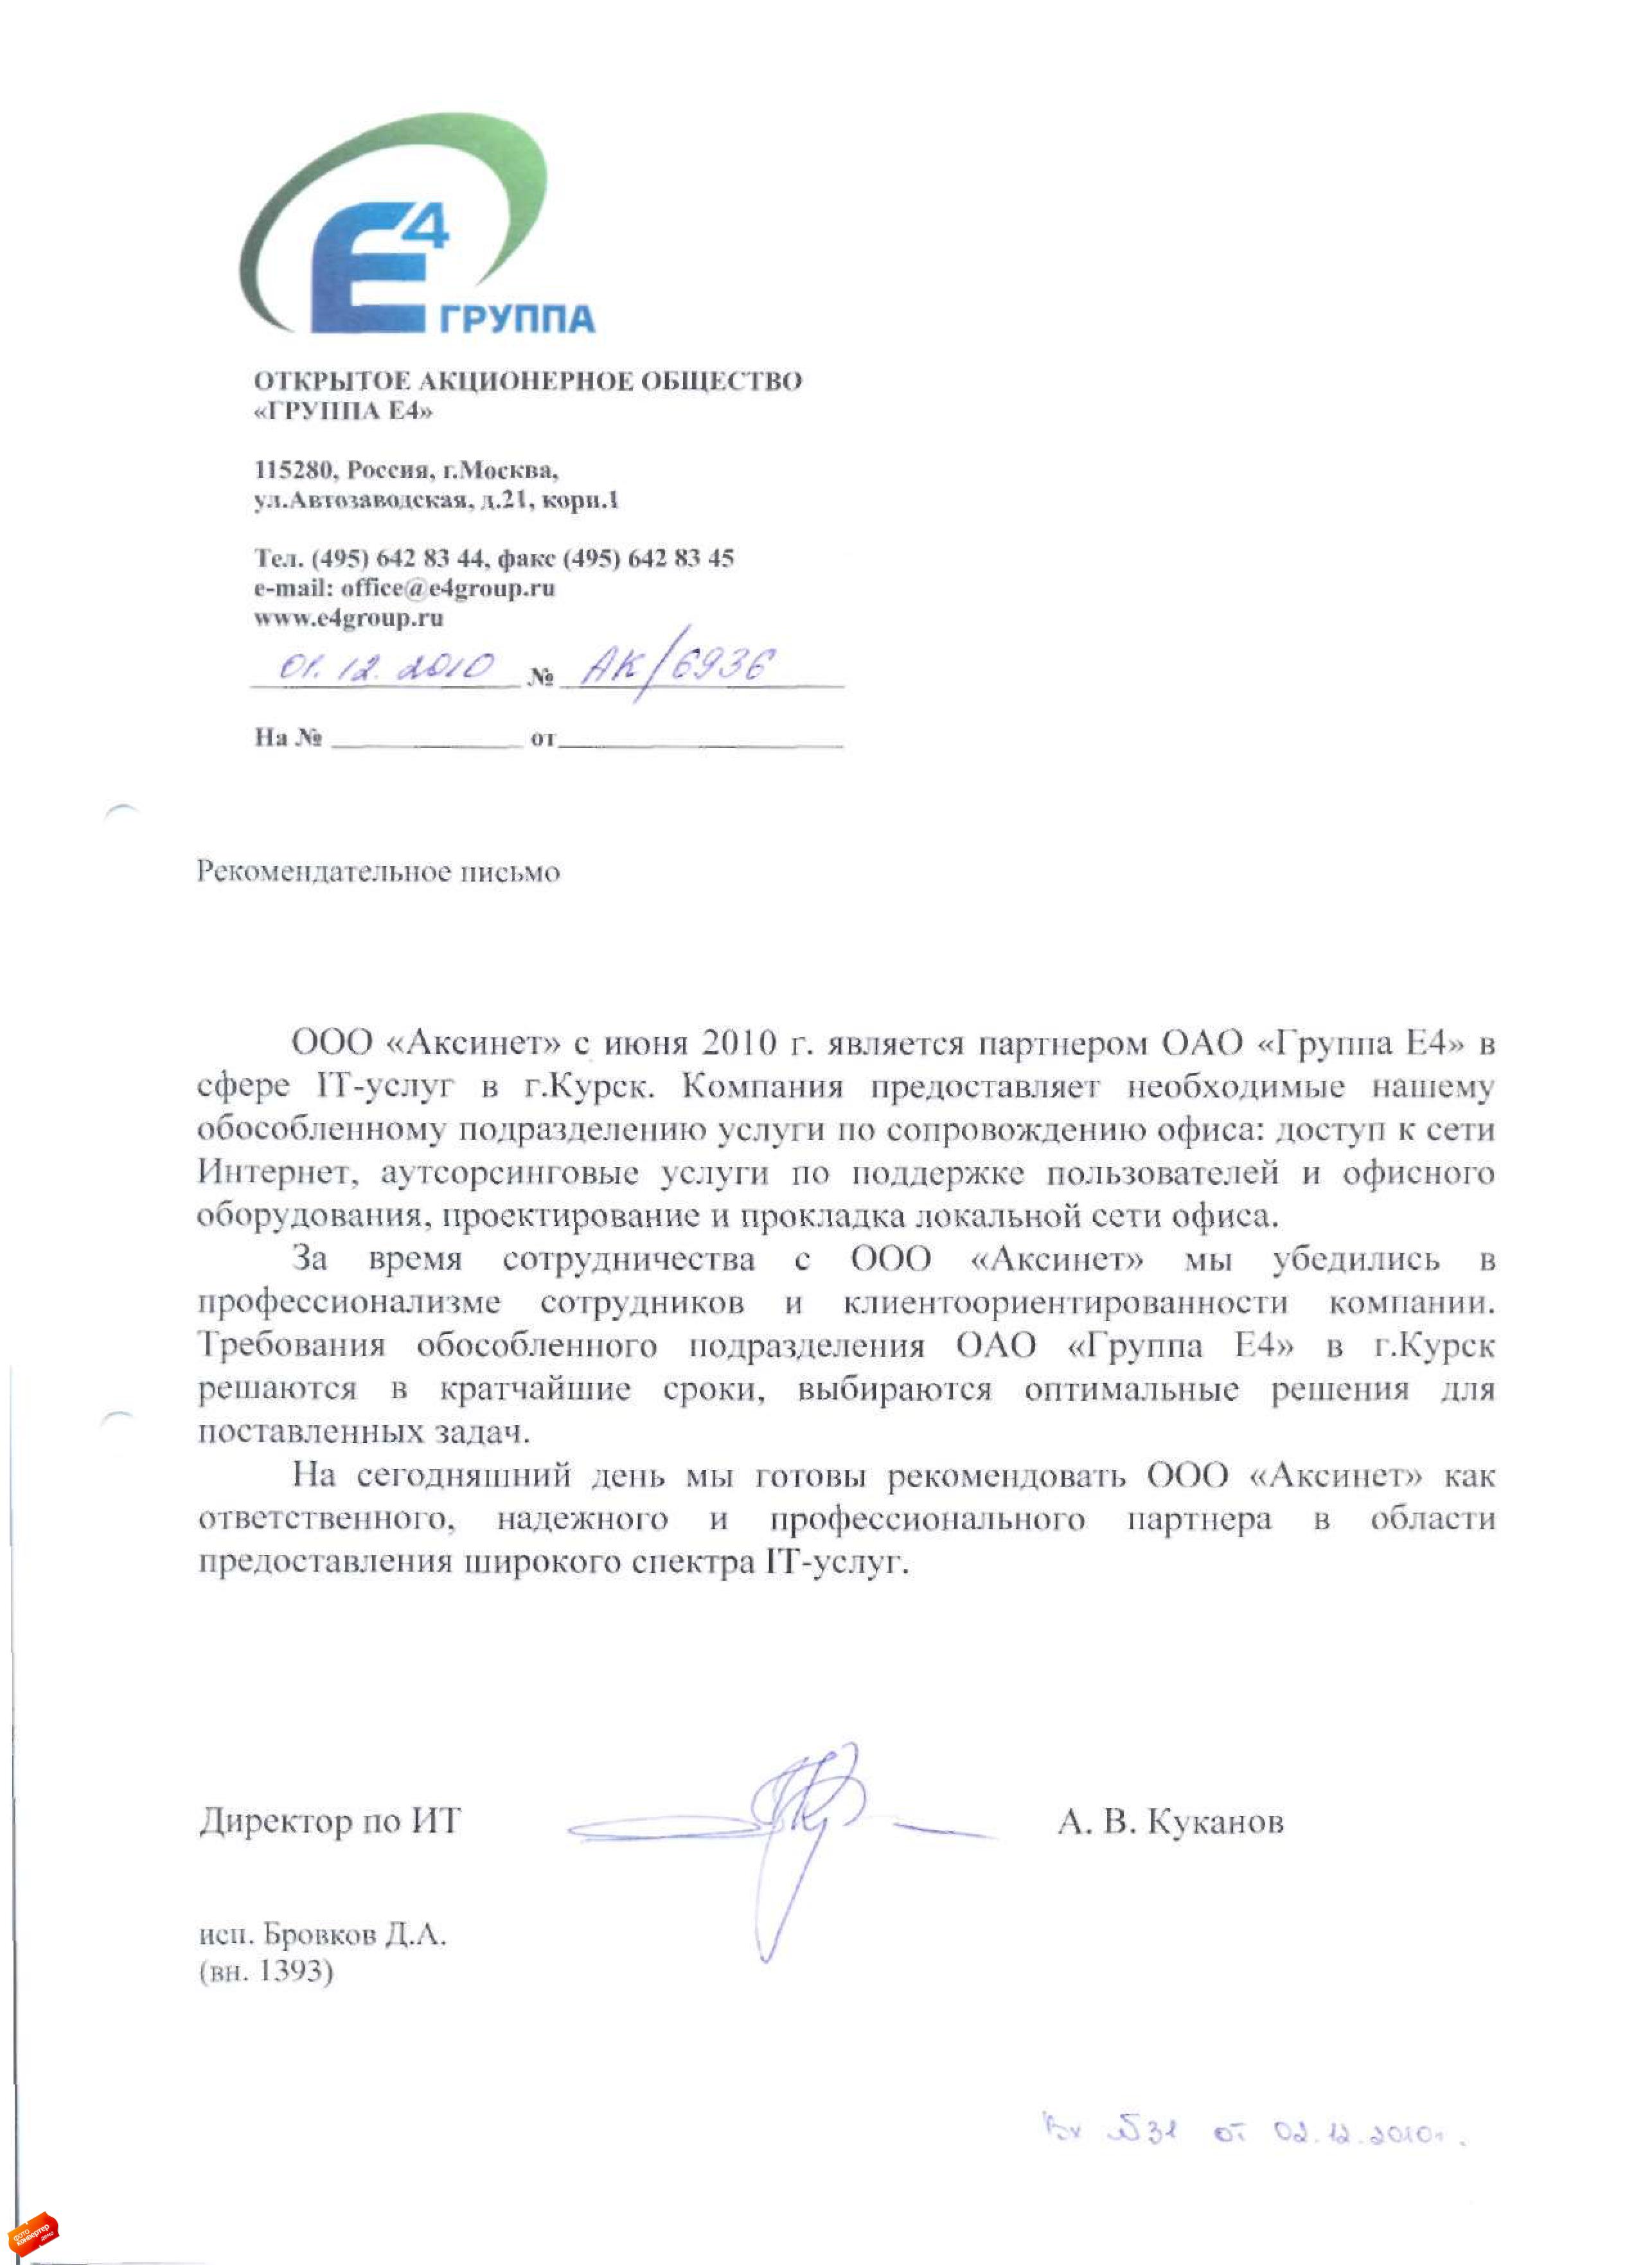 E4
ГРУППА
ОТКРЫТОЕ АКЦИОНЕРНОЕ ОБЩЕСТВО
«ГРУППА Е4»
115280, Россия, г.Москва,
ул.Автозаводская, д.21, корп.1
Тел. (495) 642 83 44, факс (495) 642 83 45
e-mail: office@e4group.ru
www.e4group.ru
01.12.2010 № АК/6936
На № ____________ от ____________
Рекомендательное письмо
ООО «Аксинет» с июня 2010 г. является партнером ОАО «Группа Е4» в
сфере IT-услуг в г.Курск. Компания предоставляет необходимые нашему
обособленному подразделению услуги по сопровождению офиса: доступ к сети
Интернет, аутсорсинговые услуги по поддержке пользователей и офисного
оборудования, проектирование и прокладка локальной сети офиса.
За время сотрудничества с ООО «Аксинет» мы убедились в
профессионализме сотрудников и клиентоориентированности компании.
Требования обособленного подразделения ОАО «Группа Е4» в г.Курск
решаются в кратчайшие сроки, выбираются оптимальные решения для
поставленных задач.
На сегодняшний день мы готовы рекомендовать ООО «Аксинет» как
ответственного, надежного и профессионального партнера в области
предоставления широкого спектра IT-услуг.
Директор по ИТ А. В. Куканов
исп. Бровков Д.А.
(вн. 1393)
Вх №31 от 02.12.2010г.
фото
конвертер
демо